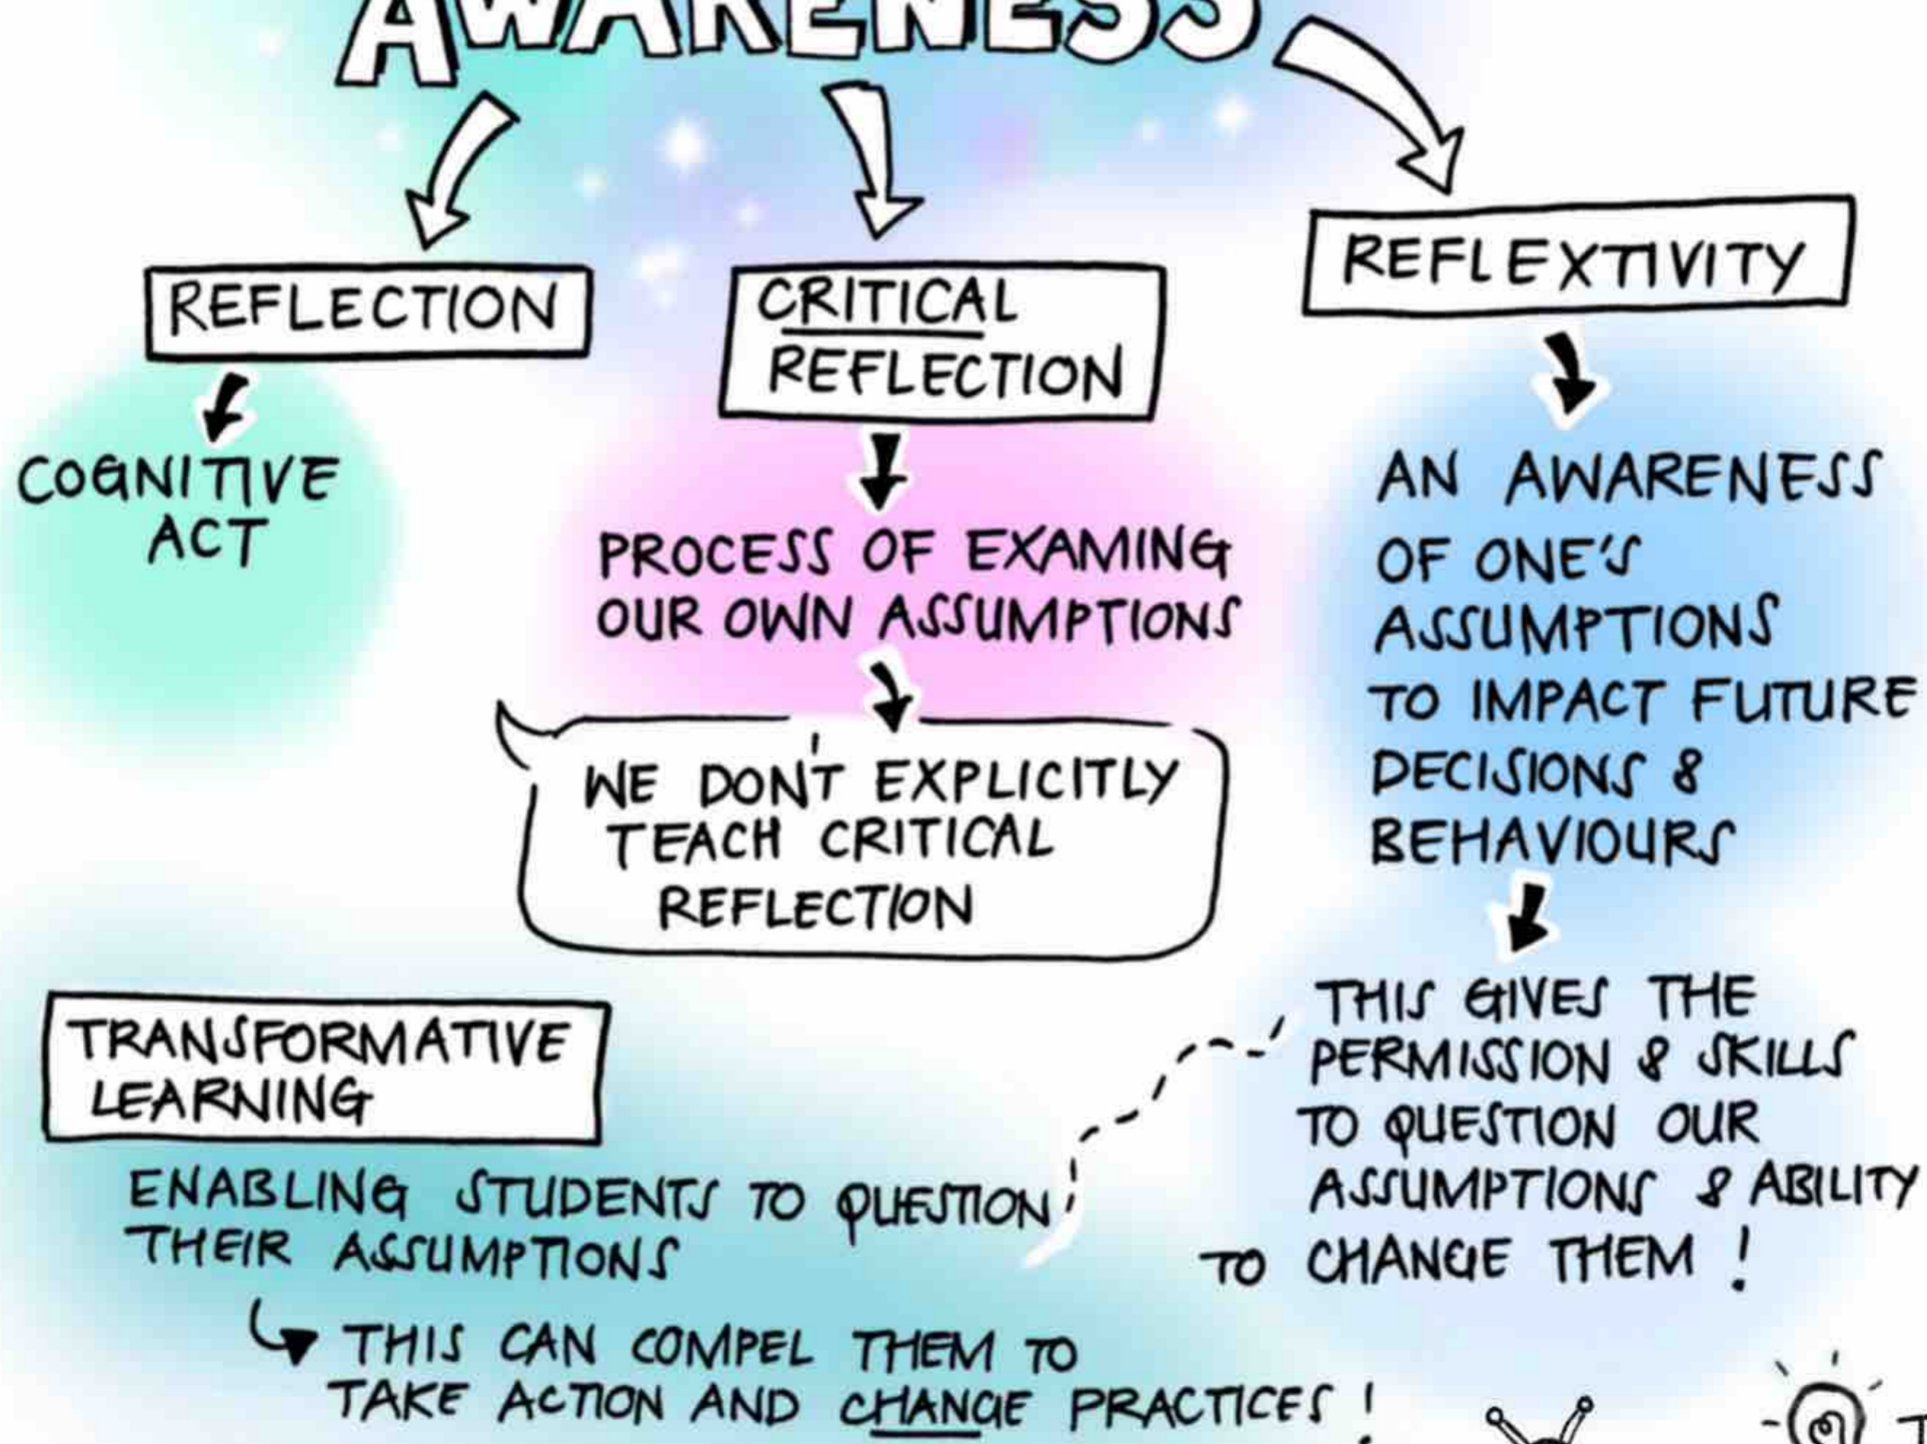 AWARENESS
REFLECTION
COGNITIVE
ACT
CRITICAL
REFLECTION
PROCESS OF EXAMING
OUR OWN ASSUMPTIONS
WE DON'T EXPLICITLY
TEACH CRITICAL
REFLECTION
REFLEXTIVITY
AN AWARENESS
OF ONE'S
ASSUMPTIONS
TO IMPACT FUTURE
DECISIONS &
BEHAVIOURS
THIS GIVES THE
PERMISSION & SKILLS
TO QUESTION OUR
ASSUMPTIONS & ABILITY
TO CHANGE THEM !
TRANSFORMATIVE
LEARNING
ENABLING STUDENTS TO QUESTION
THEIR ASSUMPTIONS
THIS CAN COMPEL THEM TO
TAKE ACTION AND CHANGE PRACTICES !